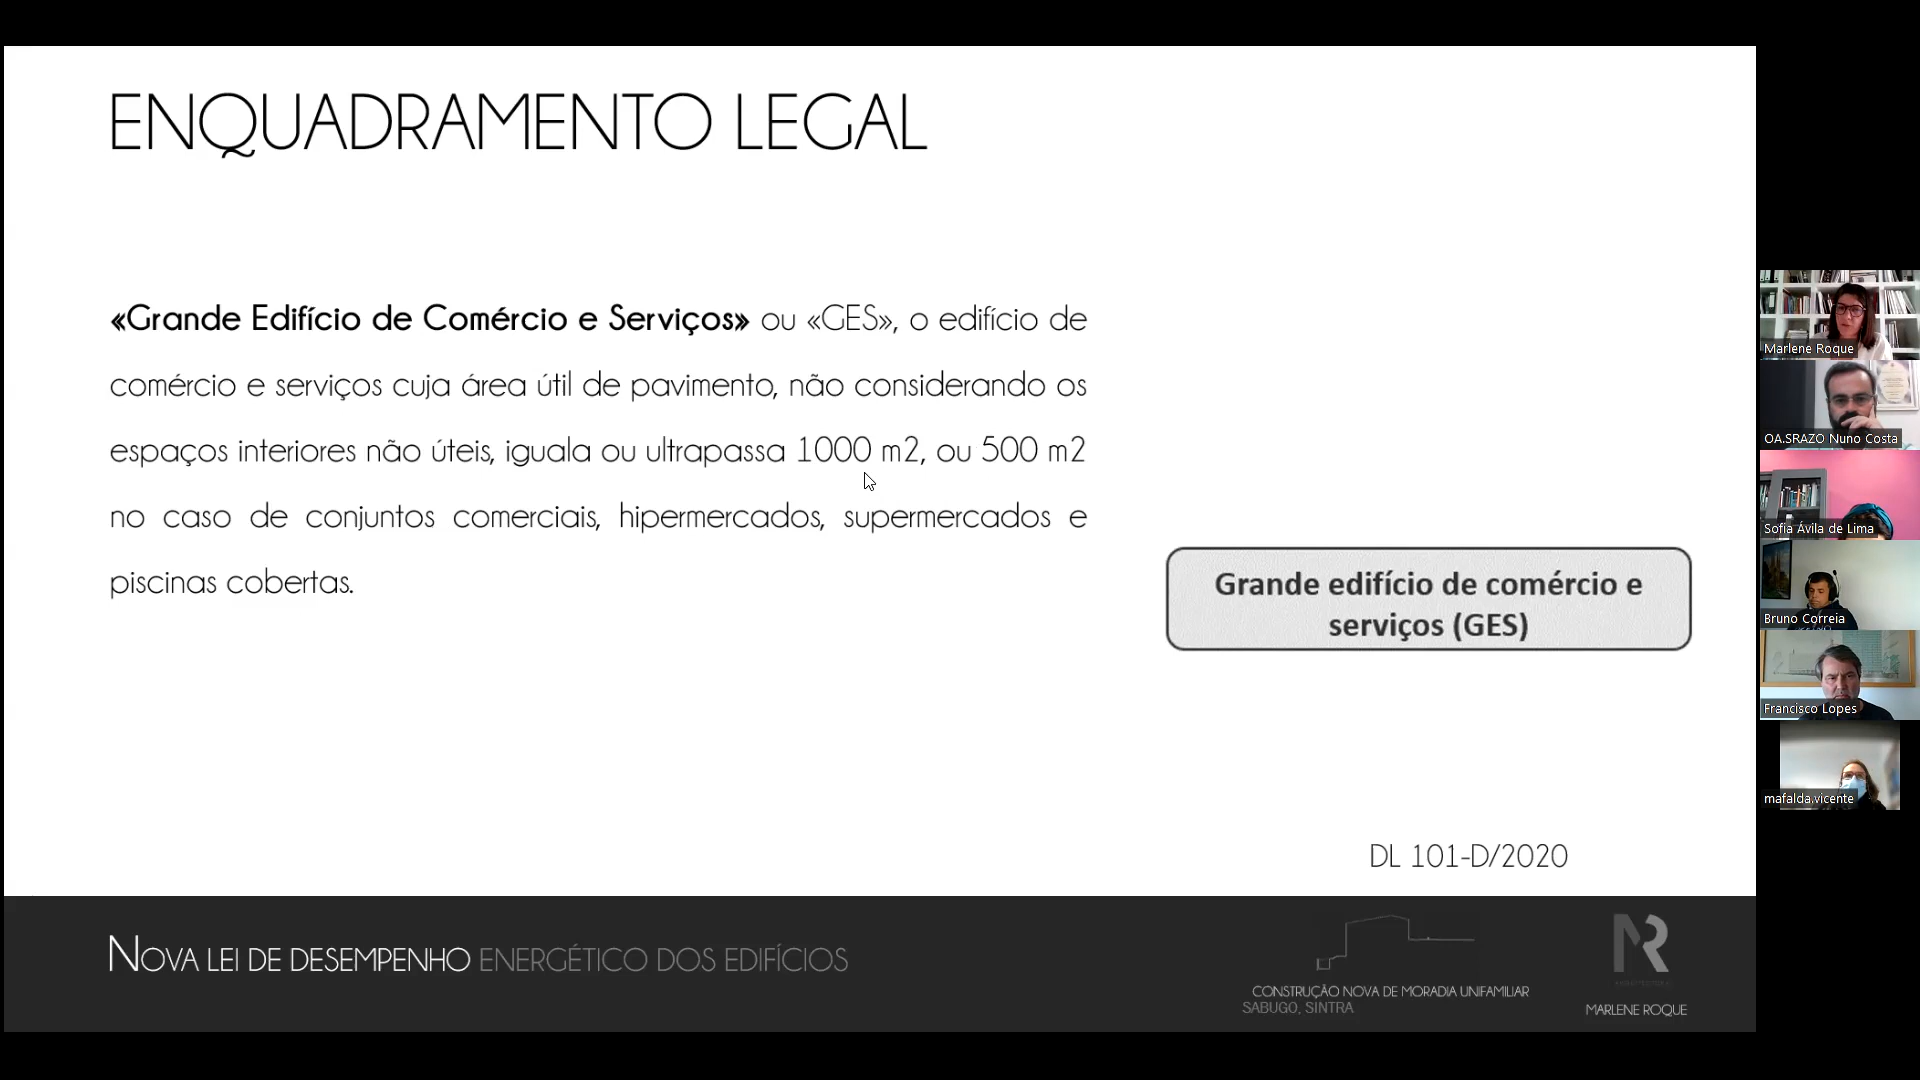 ENQUADRAMENTO LEGAL
«Grande Edifício de Comércio e Serviços» ou «GES», o edifício de
comércio e serviços cuja área útil de pavimento, não considerando os
espaços interiores não úteis, iguala ou ultrapassa 1000 m2, ou 500 m2
no caso de conjuntos comerciais, hipermercados, supermercados e
piscinas cobertas.
Grande edifício de comércio e
serviços (GES)
DL 101-D/2020
NOVA LEI DE DESEMPENHO ENERGÉTICO DOS EDIFÍCIOS
CONSTRUÇÃO NOVA DE MORADIA UNIFAMILIAR
SABUGO, SINTRA
MR
MARLENE ROQUE
Marlene Roque
OA.SRAZO Nuno Costa
Sofia Ávila de Lima
Bruno Correia
Francisco Lopes
mafalda.vicente